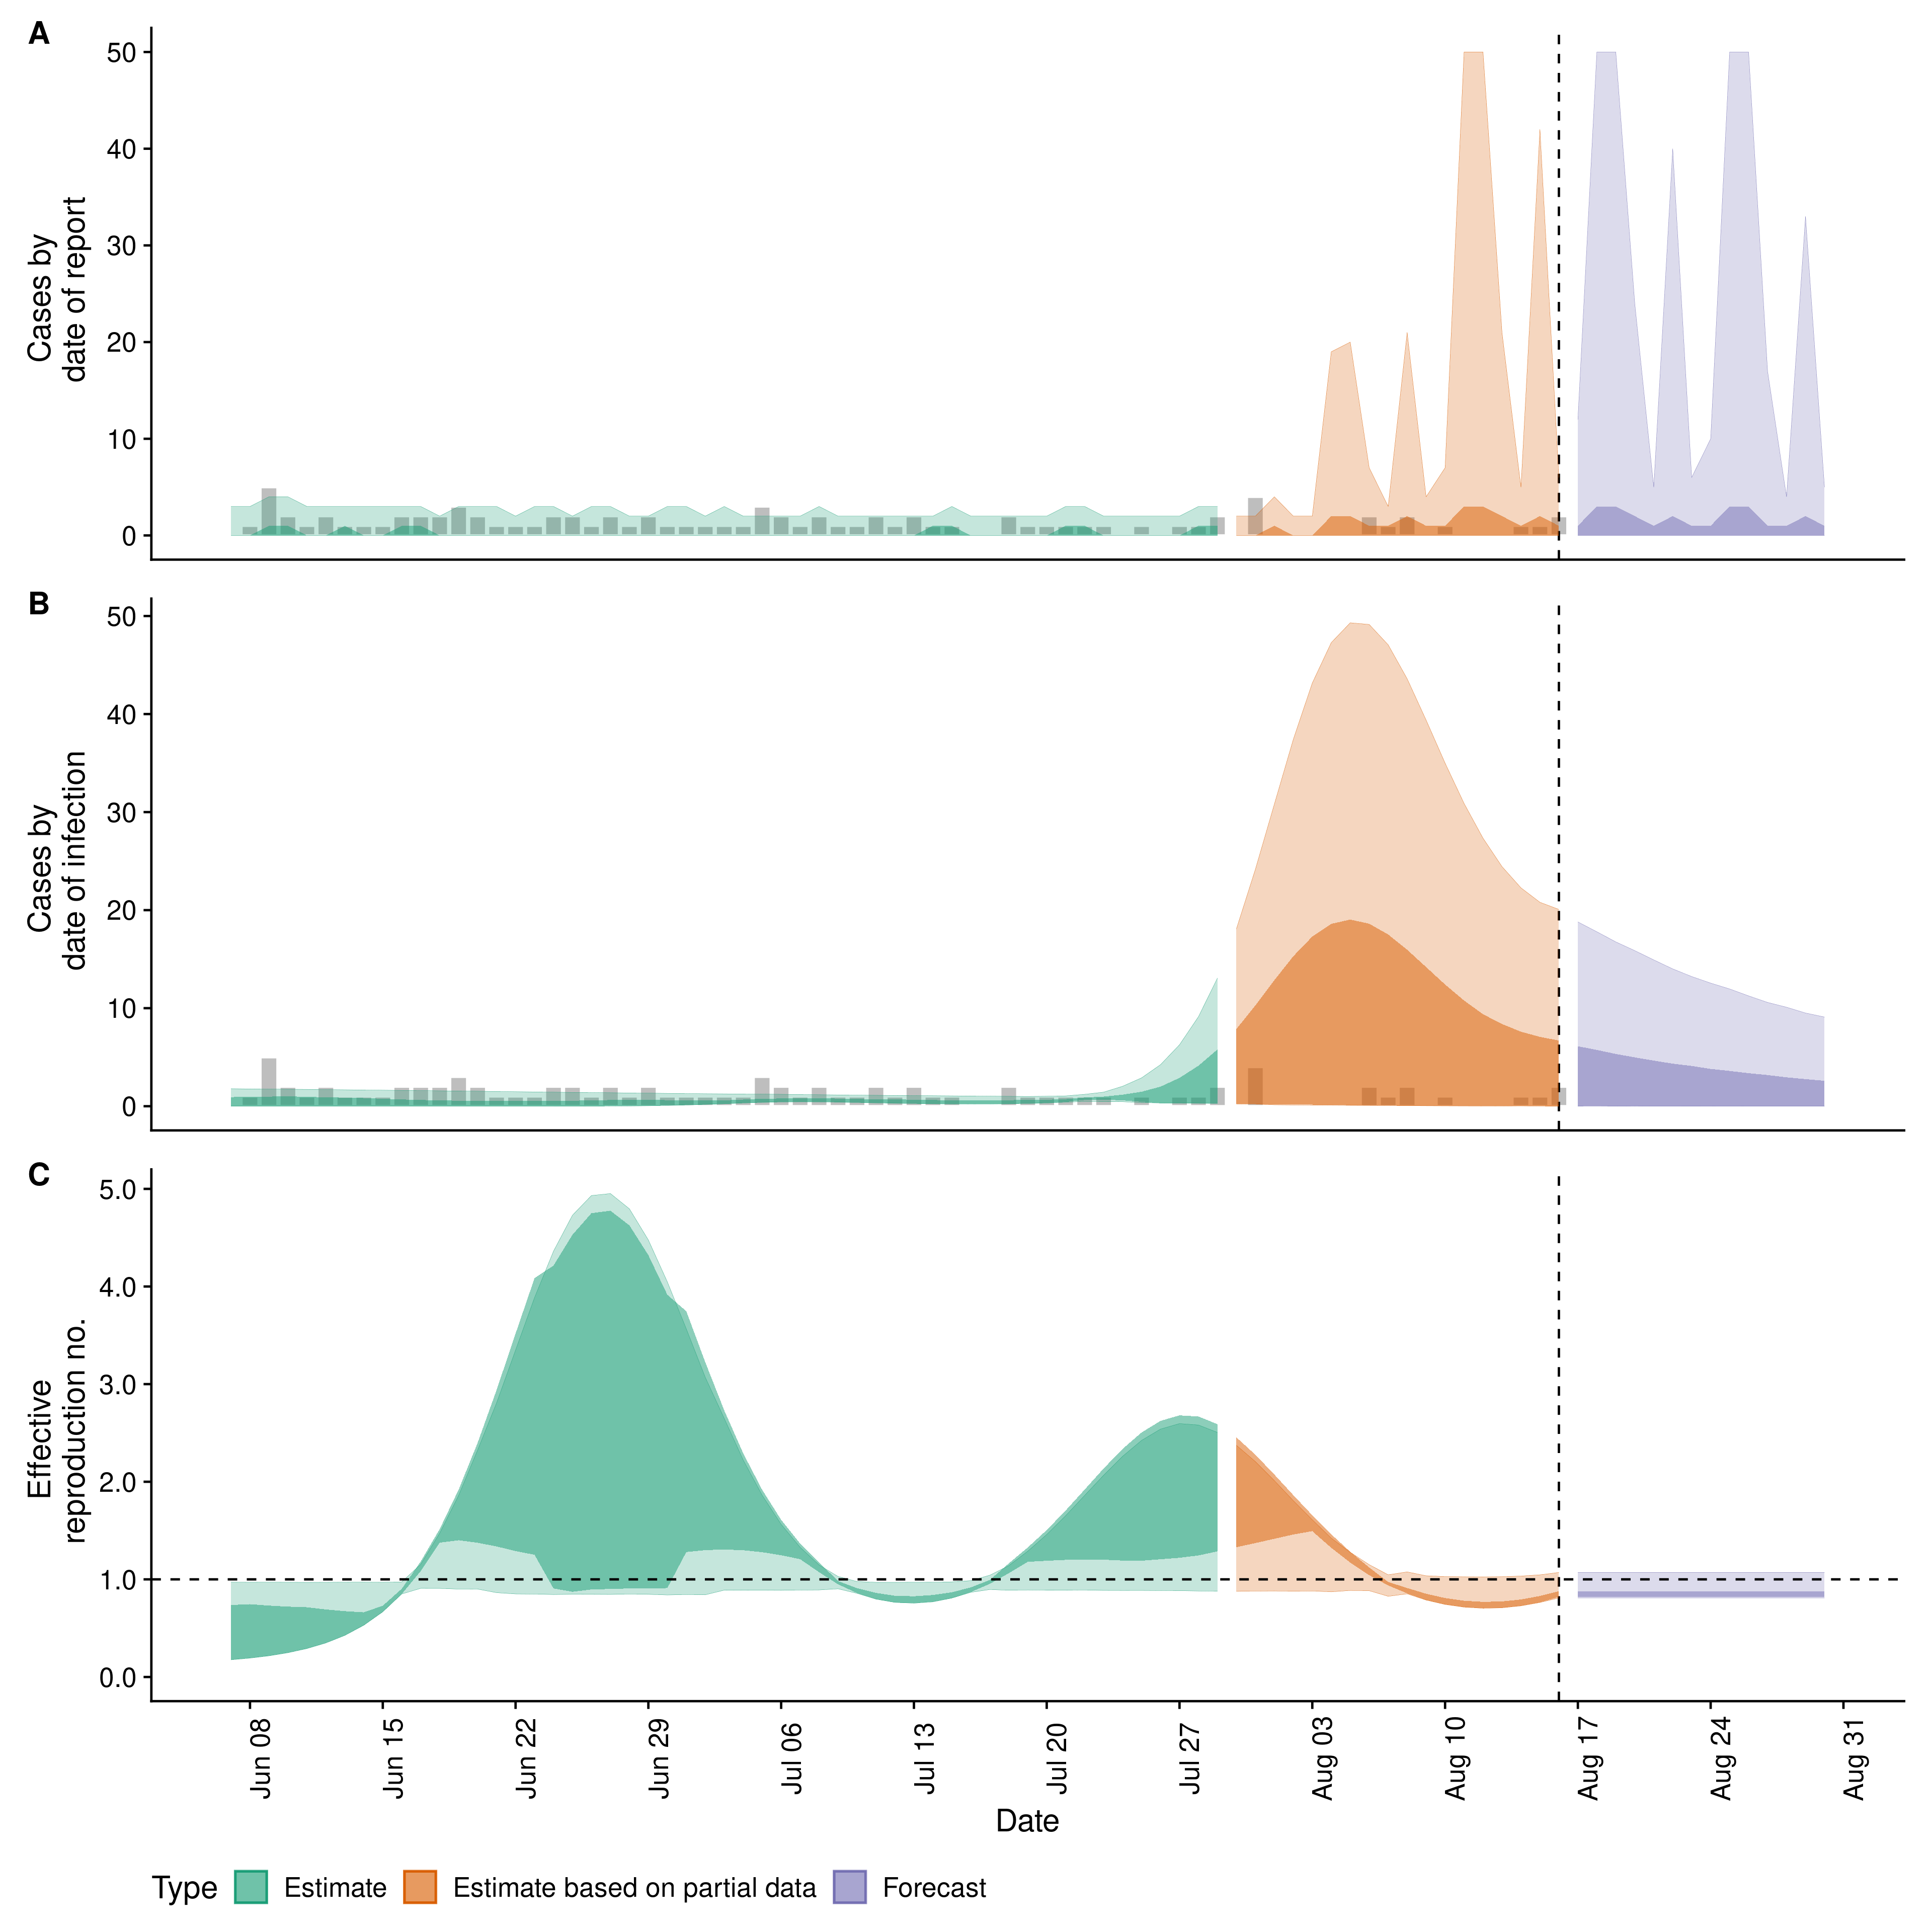 A
50
40
30
20
10
0
Cases by
date of report
B
50
40
30
20
10
0
Cases by
date of infection
C
5.0
4.0
3.0
2.0
1.0
0.0
Effective
reproduction no.
Jun 08
Jun 15
Jun 22
Jun 29
Jul 06
Jul 13
Jul 20
Jul 27
Aug 03
Aug 10
Aug 17
Aug 24
Aug 31
Date
Type Estimate Estimate based on partial data Forecast